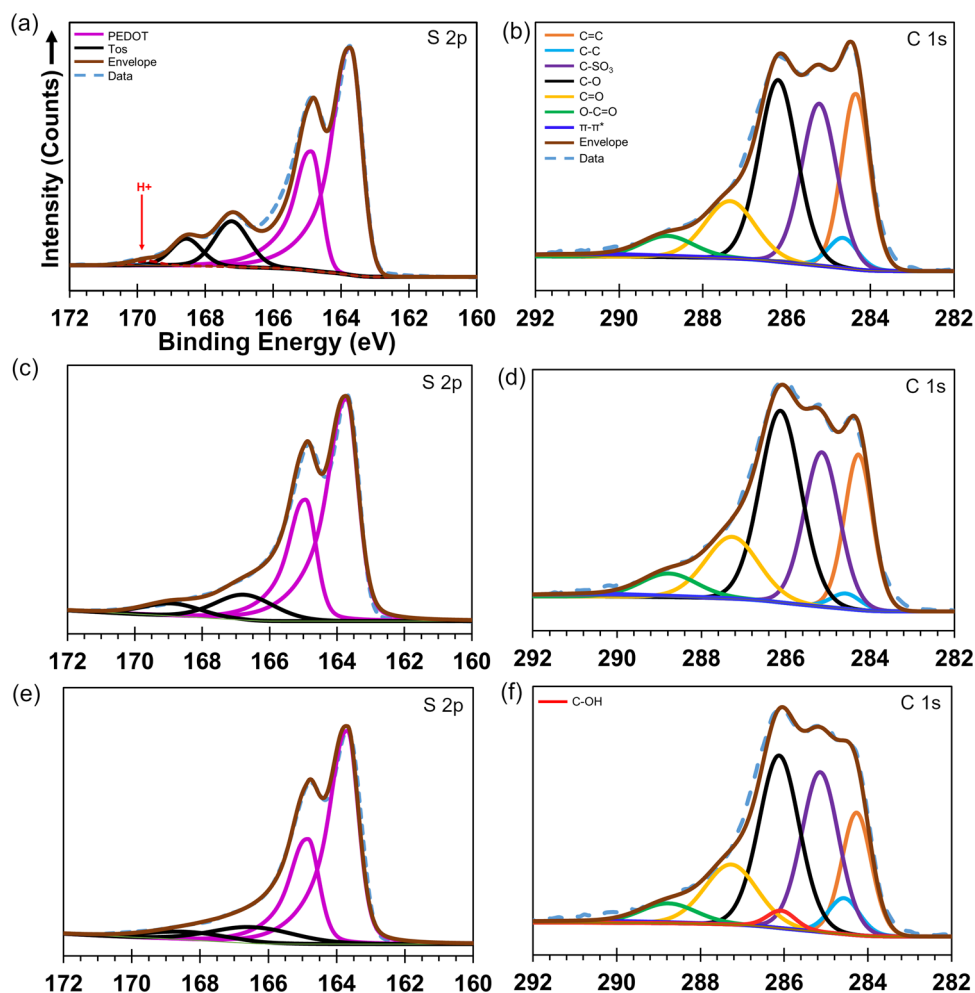 (a)
S 2p
PEDOT
Tos
Envelope
Data
H+
Intensity (Counts)
172 170 168 166 164 162 160
Binding Energy (eV)
(b)
C 1s
C=C
C-C
C-SO3
C-O
C=O
O-C=O
π-π*
Envelope
Data
292 290 288 286 284 282
(c)
S 2p
172 170 168 166 164 162 160
(d)
C 1s
292 290 288 286 284 282
(e)
S 2p
172 170 168 166 164 162 160
(f)
C-OH
C 1s
292 290 288 286 284 282